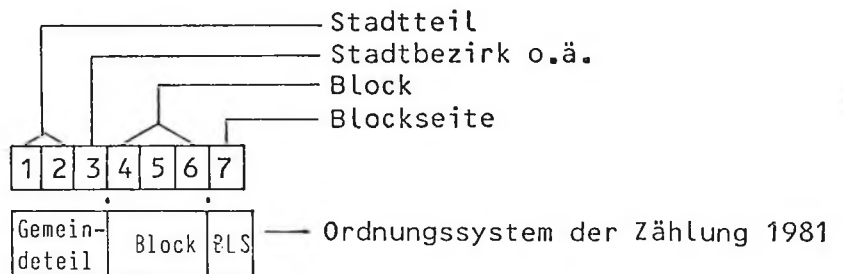 Stadtteil
Stadtbezirk o.ä.
Block
Blockseite
1 2 3 4 5 6 7
Gemein-
deteil
Block
Ordnungssystem der Zählung 1981